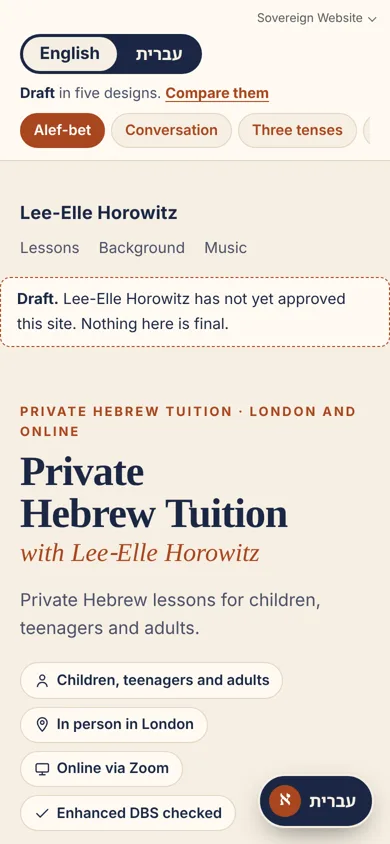 Sovereign Website
English עברית
Draft in five designs. Compare them
Alef-bet Conversation Three tenses
Lee-Elle Horowitz
Lessons Background Music
Draft. Lee-Elle Horowitz has not yet approved
this site. Nothing here is final.
PRIVATE HEBREW TUITION · LONDON AND
ONLINE
Private
Hebrew Tuition
with Lee-Elle Horowitz
Private Hebrew lessons for children,
teenagers and adults.
Children, teenagers and adults
In person in London
Online via Zoom
Enhanced DBS checked
א עברית